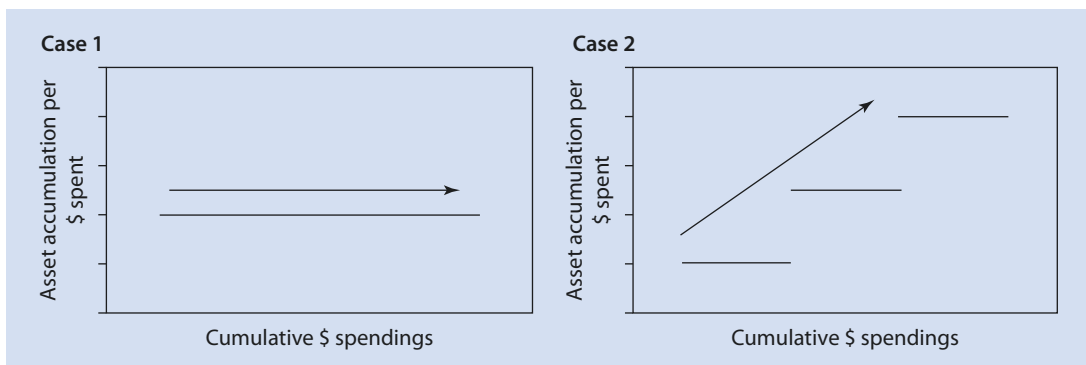 Case 1
Asset accumulation per
$ spent
Cumulative $ spendings
Case 2
Asset accumulation per
$ spent
Cumulative $ spendings